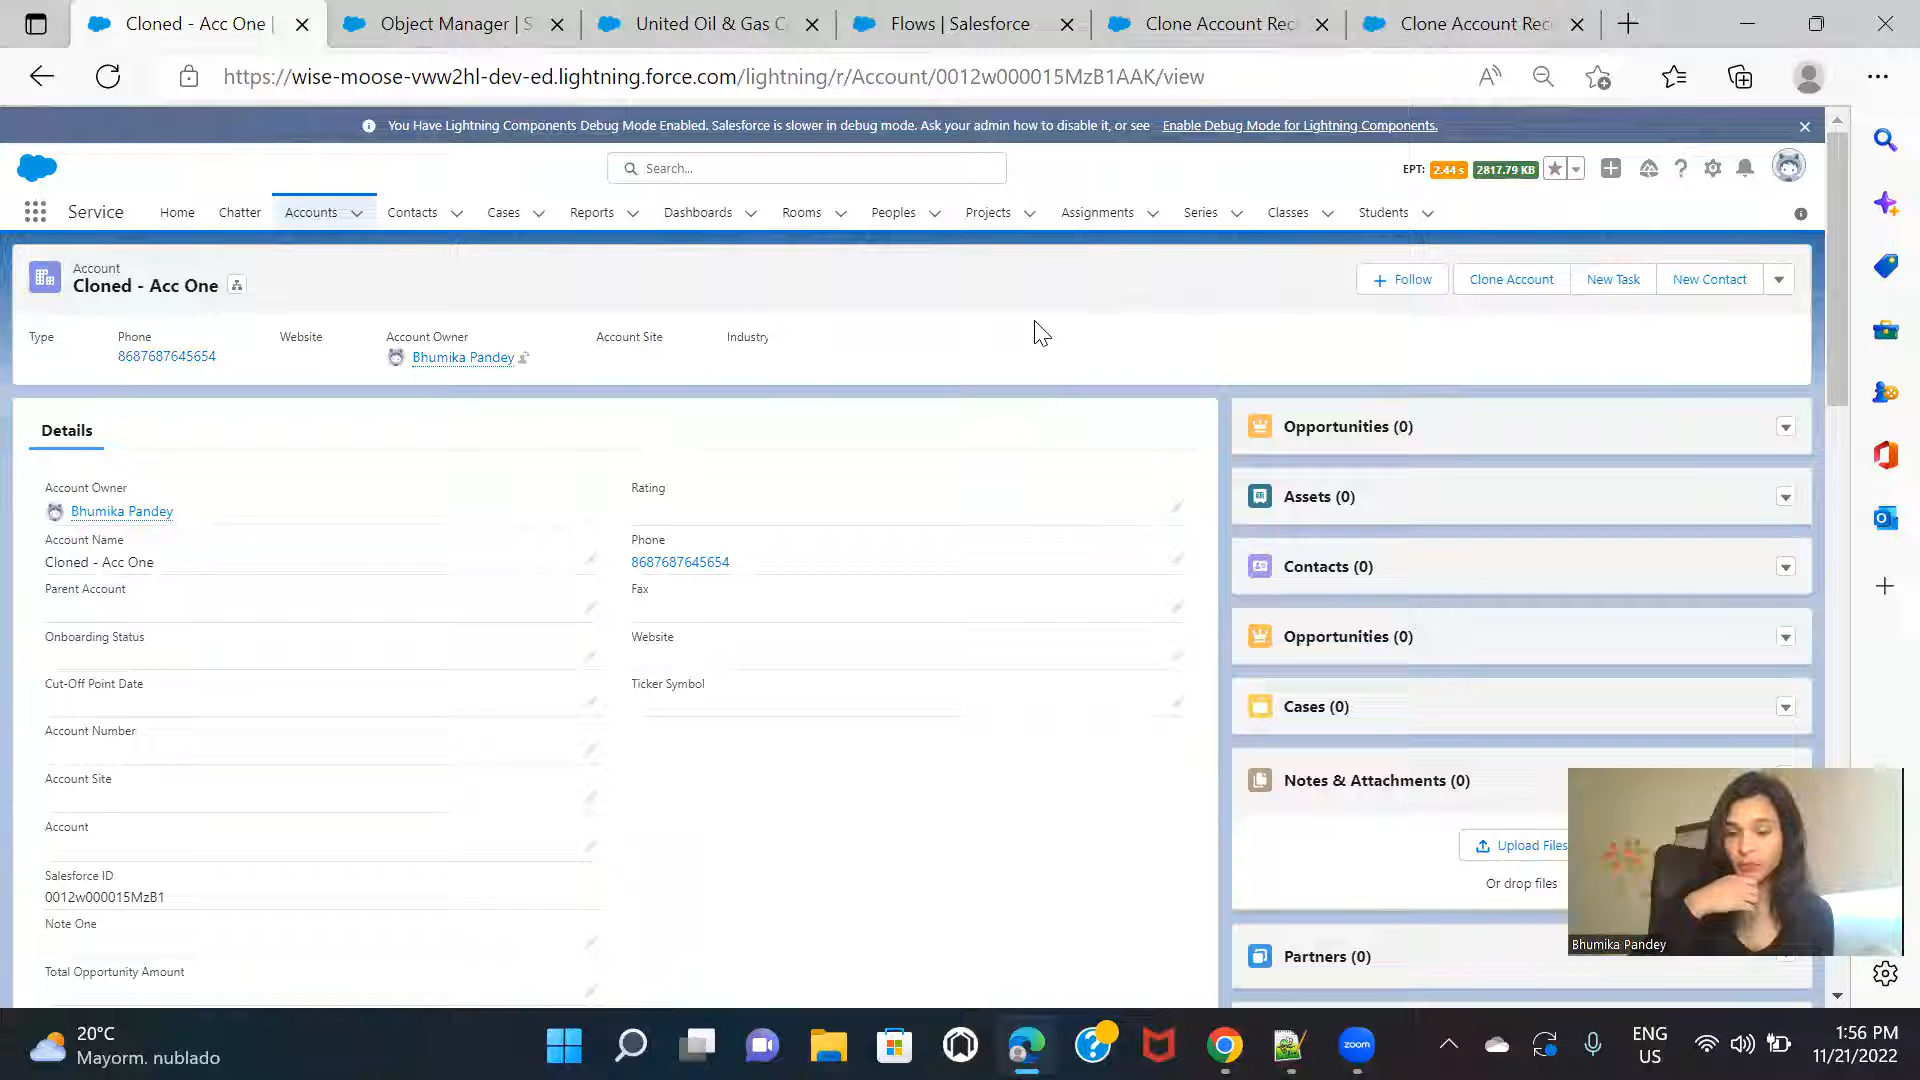 Cloned - Acc One |
Object Manager | S
United Oil & Gas C
Flows | Salesforce
Clone Account Rec
Clone Account Rec
https://wise-moose-vww2hl-dev-ed.lightning.force.com/lightning/r/Account/0012w000015MzB1AAK/view
You Have Lightning Components Debug Mode Enabled. Salesforce is slower in debug mode. Ask your admin how to disable it, or see Enable Debug Mode for Lightning Components.
Search...
EPT: 2.44 s 2817.79 KB
Service Home Chatter Accounts Contacts Cases Reports Dashboards Rooms Peoples Projects Assignments Series Classes Students
Account
Cloned - Acc One
Follow Clone Account New Task New Contact
Type Phone Website Account Owner Account Site Industry
8687687645654 Bhumika Pandey
Details
Account Owner
Bhumika Pandey
Account Name
Cloned - Acc One
Parent Account
Onboarding Status
Cut-Off Point Date
Account Number
Account Site
Account
Salesforce ID
0012w000015MzB1
Note One
Total Opportunity Amount
Rating
Phone
8687687645654
Fax
Website
Ticker Symbol
Opportunities (0)
Assets (0)
Contacts (0)
Opportunities (0)
Cases (0)
Notes & Attachments (0)
Upload Files
Or drop files
Partners (0)
Bhumika Pandey
20°C
Mayorm. nublado
zoom
ENG
US
1:56 PM
11/21/2022